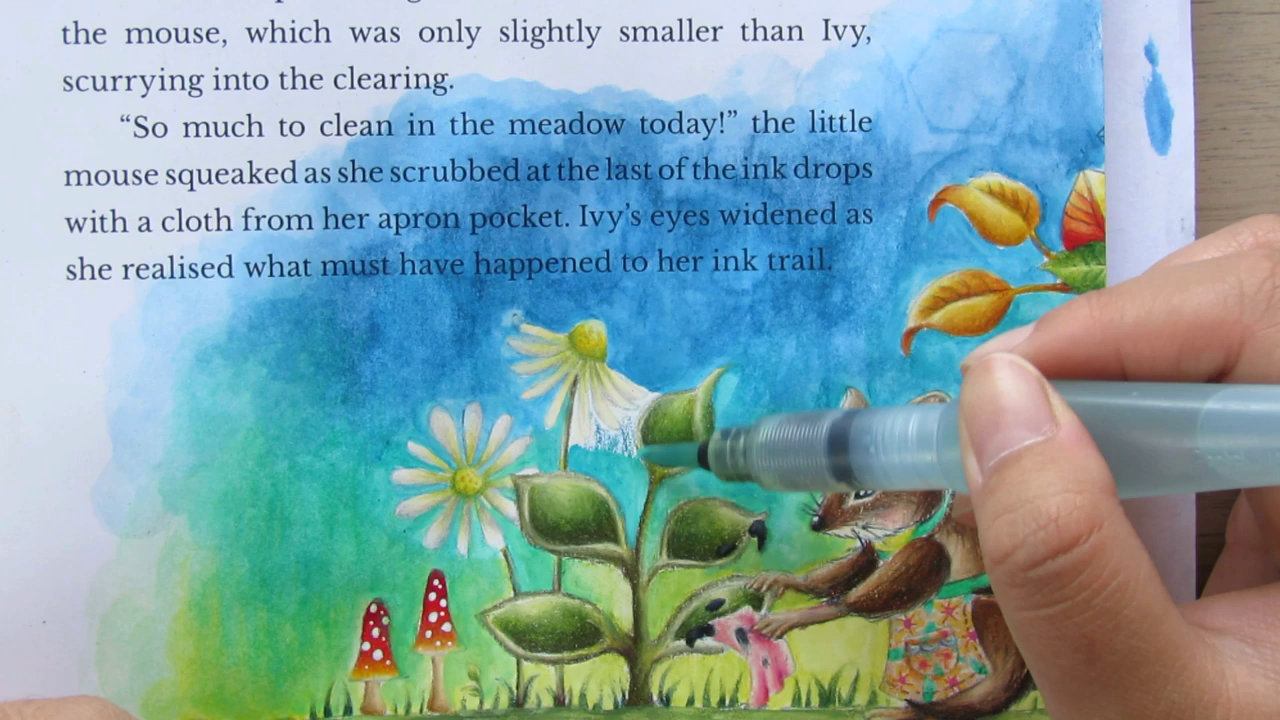 the mouse, which was only slightly smaller than Ivy,
scurrying into the clearing.
“So much to clean in the meadow today!” the little
mouse squeaked as she scrubbed at the last of the ink drops
with a cloth from her apron pocket. Ivy’s eyes widened as
she realised what must have happened to her ink trail.